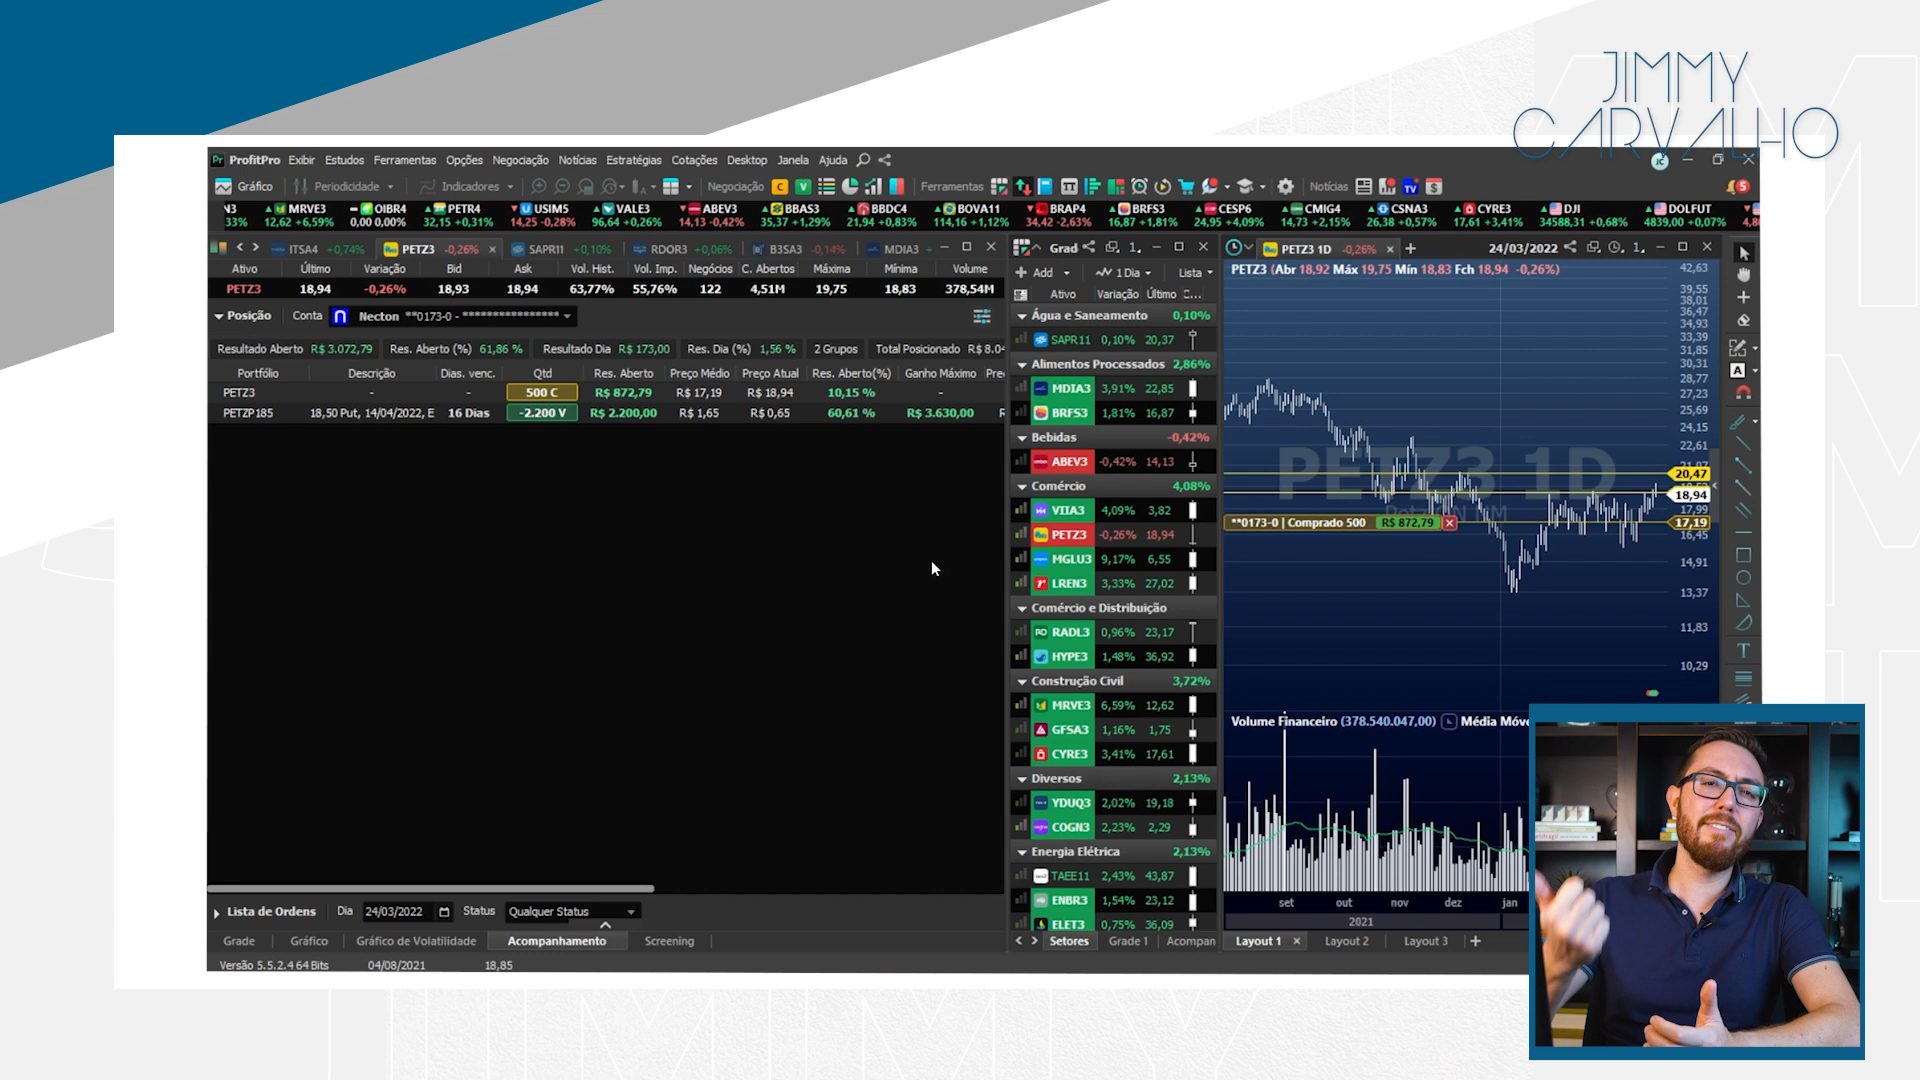 JIMMY
CARVALHO
ProfitPro Exibir Estudos Ferramentas Opções Negociação Notícias Estratégias Cotações Desktop Janela Ajuda
Gráfico Periodicidade Indicadores Negociação C V Ferramentas Notícias 5
N3 MRVE3 OIBR4 PETR4 USIM5 VALE3 ABEV3 BBAS3 BBDC4 BOVA11 BRAP4 BRFS3 CESP6 CMIG4 CSNA3 CYRE3 DJI DOLFUT
33% 12,62 +6,59% 0,00 0,00% 32,15 +0,31% 14,25 -0,28% 96,64 +0,26% 14,13 -0,42% 35,37 +1,29% 21,94 +0,83% 114,16 +1,12% 34,42 -2,63% 16,87 +1,81% 24,95 +4,09% 14,73 +2,15% 26,38 +0,57% 17,61 +3,41% 34588,31 +0,68% 4839,00 +0,07%
ITSA4 +0,74% PETZ3 -0,26% SAPR11 +0,10% RDOR3 +0,06% B3SA3 -0,14% MDIA3
Ativo Último Variação Bid Ask Vol. Hist. Vol. Imp. Negócios C. Abertos Máxima Mínima Volume
PETZ3 18,94 -0,26% 18,93 18,94 63,77% 55,76% 122 4,51M 19,75 18,83 378,54M
Posição Conta Necton **0173-0 - ****************
Resultado Aberto R$ 3.072,79 Res. Aberto (%) 61,86 % Resultado Dia R$ 173,00 Res. Dia (%) 1,56 % 2 Grupos Total Posicionado R$ 8.04
Portfólio Descrição Dias. venc. Qtd Res. Aberto Preço Médio Preço Atual Res. Aberto(%) Ganho Máximo Pre
PETZ3 - - 500 C R$ 872,79 R$ 17,19 R$ 18,94 10,15 % -
PETZP185 18,50 Put, 14/04/2022, E 16 Dias -2.200 V R$ 2.200,00 R$ 1,65 R$ 0,65 60,61 % R$ 3.630,00
Lista de Ordens Dia 24/03/2022 Status Qualquer Status
Grade Gráfico Gráfico de Volatilidade Acompanhamento Screening
Versão 5.5.2.4 64 Bits 04/08/2021 18,85
Grad 1
Add 1 Dia Lista
Ativo Variação Último C...
Água e Saneamento 0,10%
SAPR11 0,10% 20,37
Alimentos Processados 2,86%
MDIA3 3,91% 22,85
BRFS3 1,81% 16,87
Bebidas -0,42%
ABEV3 -0,42% 14,13
Comércio 4,08%
VIIA3 4,09% 3,82
PETZ3 -0,26% 18,94
MGLU3 9,17% 6,55
LREN3 3,33% 27,02
Comércio e Distribuição
RADL3 0,96% 23,17
HYPE3 1,48% 36,92
Construção Civil 3,72%
MRVE3 6,59% 12,62
GFSA3 1,16% 1,75
CYRE3 3,41% 17,61
Diversos 2,13%
YDUQ3 2,02% 19,18
COGN3 2,23% 2,29
Energia Elétrica 2,13%
TAEE11 2,43% 43,87
ENBR3 1,54% 23,12
ELET3 0,75% 36,09
Setores Grade 1 Acompan
PETZ3 1D -0,26% 24/03/2022
PETZ3 (Abr 18,92 Máx 19,75 Mín 18,83 Fch 18,94 -0,26%)
42,63
39,55
38,01
36,47
34,93
33,39
31,85
30,31
28,77
27,23
25,69
24,15
22,61
20,47
18,94
17,99
17,19
16,45
14,91
13,37
11,83
10,29
PETZ3 1D
**0173-0 | Comprado 500 R$ 872,79
Volume Financeiro (378.540.047,00) Média Móve
set out nov dez jan
2021
Layout 1 Layout 2 Layout 3